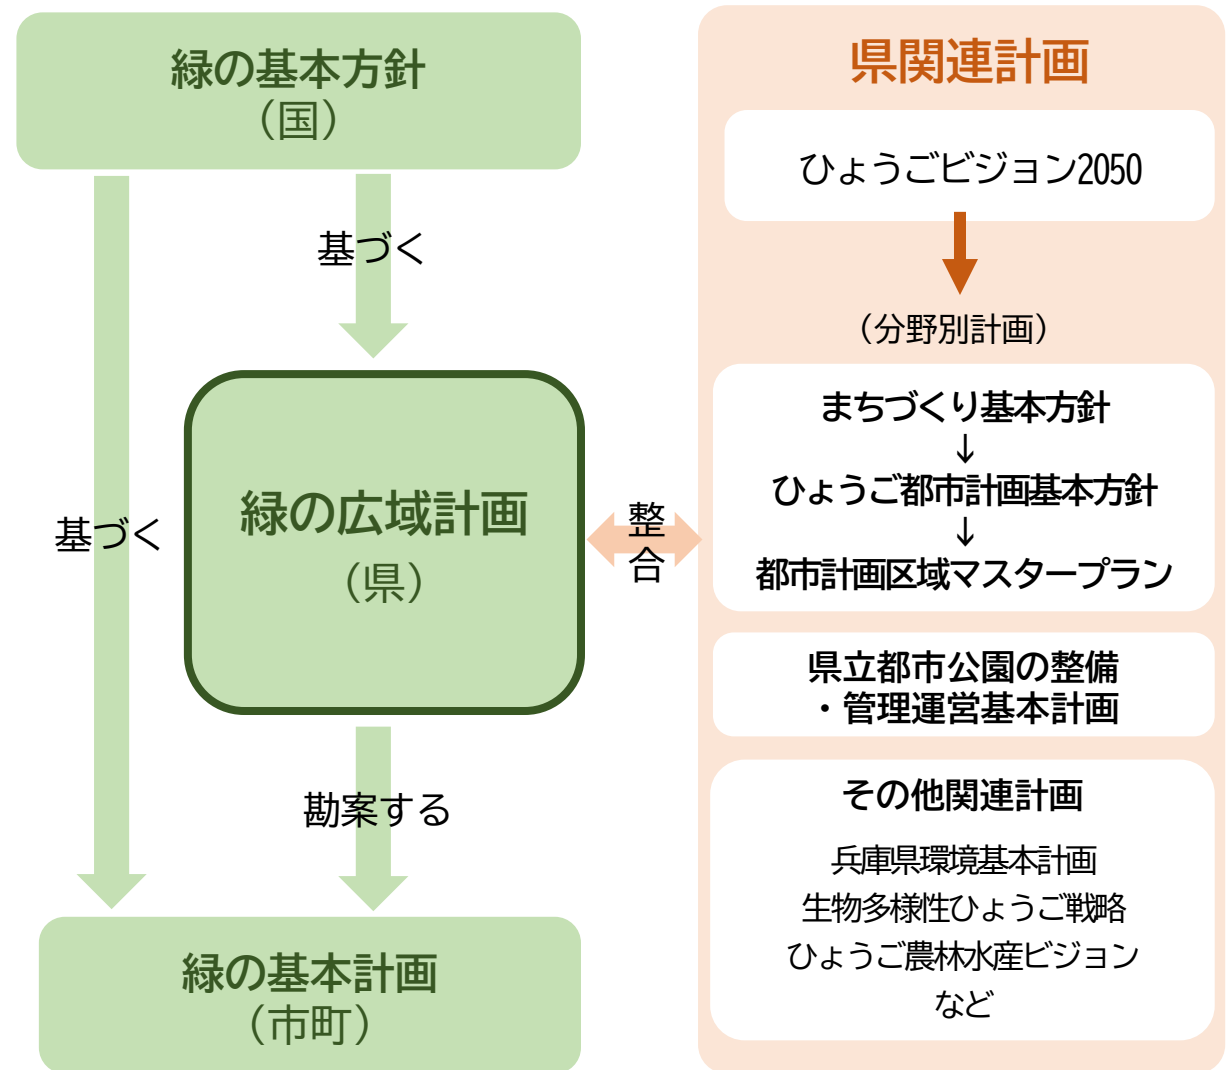 緑の基本方針
（国）
基づく
基づく
緑の広域計画
（県）
整
合
勘案する
緑の基本計画
（市町）
県関連計画
ひょうごビジョン2050
（分野別計画）
まちづくり基本方針
↓
ひょうご都市計画基本方針
↓
都市計画区域マスタープラン
県立都市公園の整備
・管理運営基本計画
その他関連計画
兵庫県環境基本計画
生物多様性ひょうご戦略
ひょうご農林水産ビジョン
など